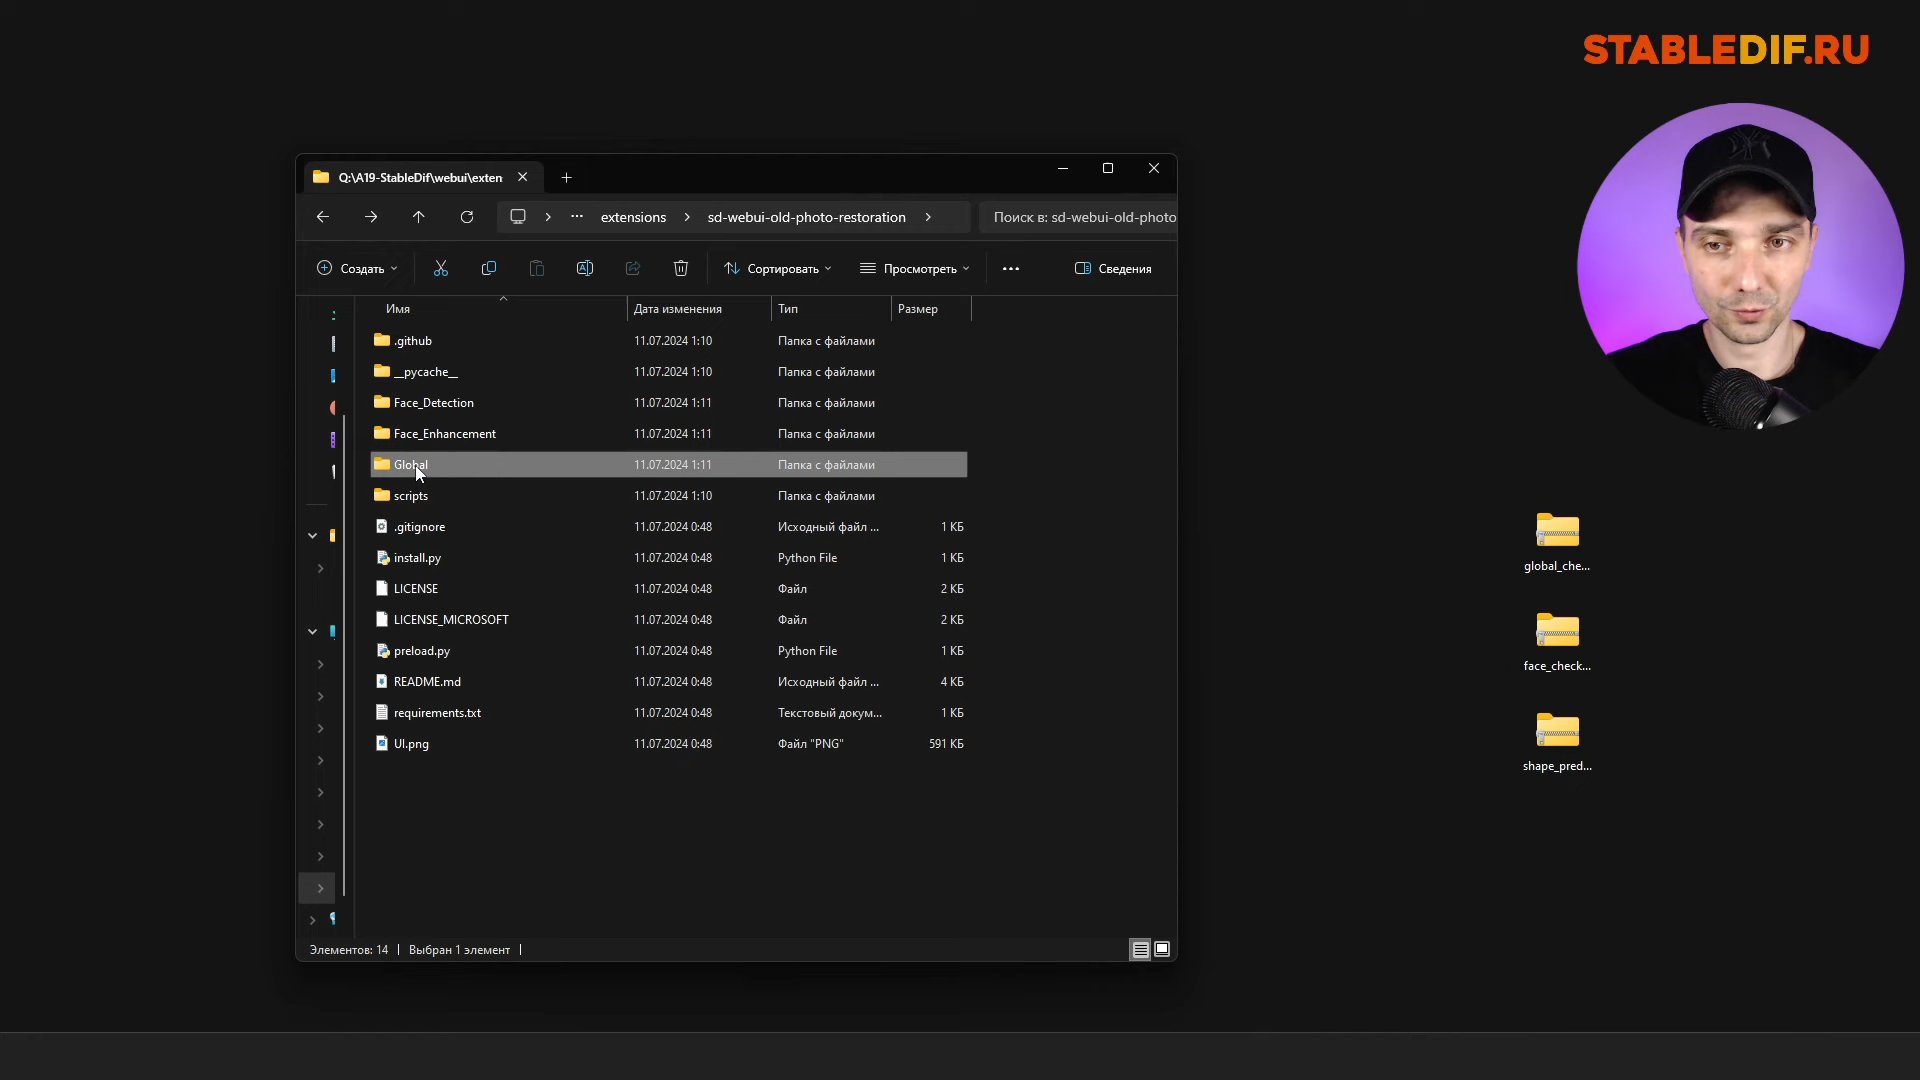 STABLEDIF.RU
Q:\A19-StableDif\webui\exten
extensions
sd-webui-old-photo-restoration
Поиск в: sd-webui-old-photo
Создать
Сортировать
Просмотреть
Сведения
Имя Дата изменения Тип Размер
.github 11.07.2024 1:10 Папка с файлами
__pycache__ 11.07.2024 1:10 Папка с файлами
Face_Detection 11.07.2024 1:11 Папка с файлами
Face_Enhancement 11.07.2024 1:11 Папка с файлами
Global 11.07.2024 1:11 Папка с файлами
scripts 11.07.2024 1:10 Папка с файлами
.gitignore 11.07.2024 0:48 Исходный файл ... 1 КБ
install.py 11.07.2024 0:48 Python File 1 КБ
LICENSE 11.07.2024 0:48 Файл 2 КБ
LICENSE_MICROSOFT 11.07.2024 0:48 Файл 2 КБ
preload.py 11.07.2024 0:48 Python File 1 КБ
README.md 11.07.2024 0:48 Исходный файл ... 4 КБ
requirements.txt 11.07.2024 0:48 Текстовый докум... 1 КБ
UI.png 11.07.2024 0:48 Файл "PNG" 591 КБ
Элементов: 14
Выбран 1 элемент
global_che...
face_check...
shape_pred...